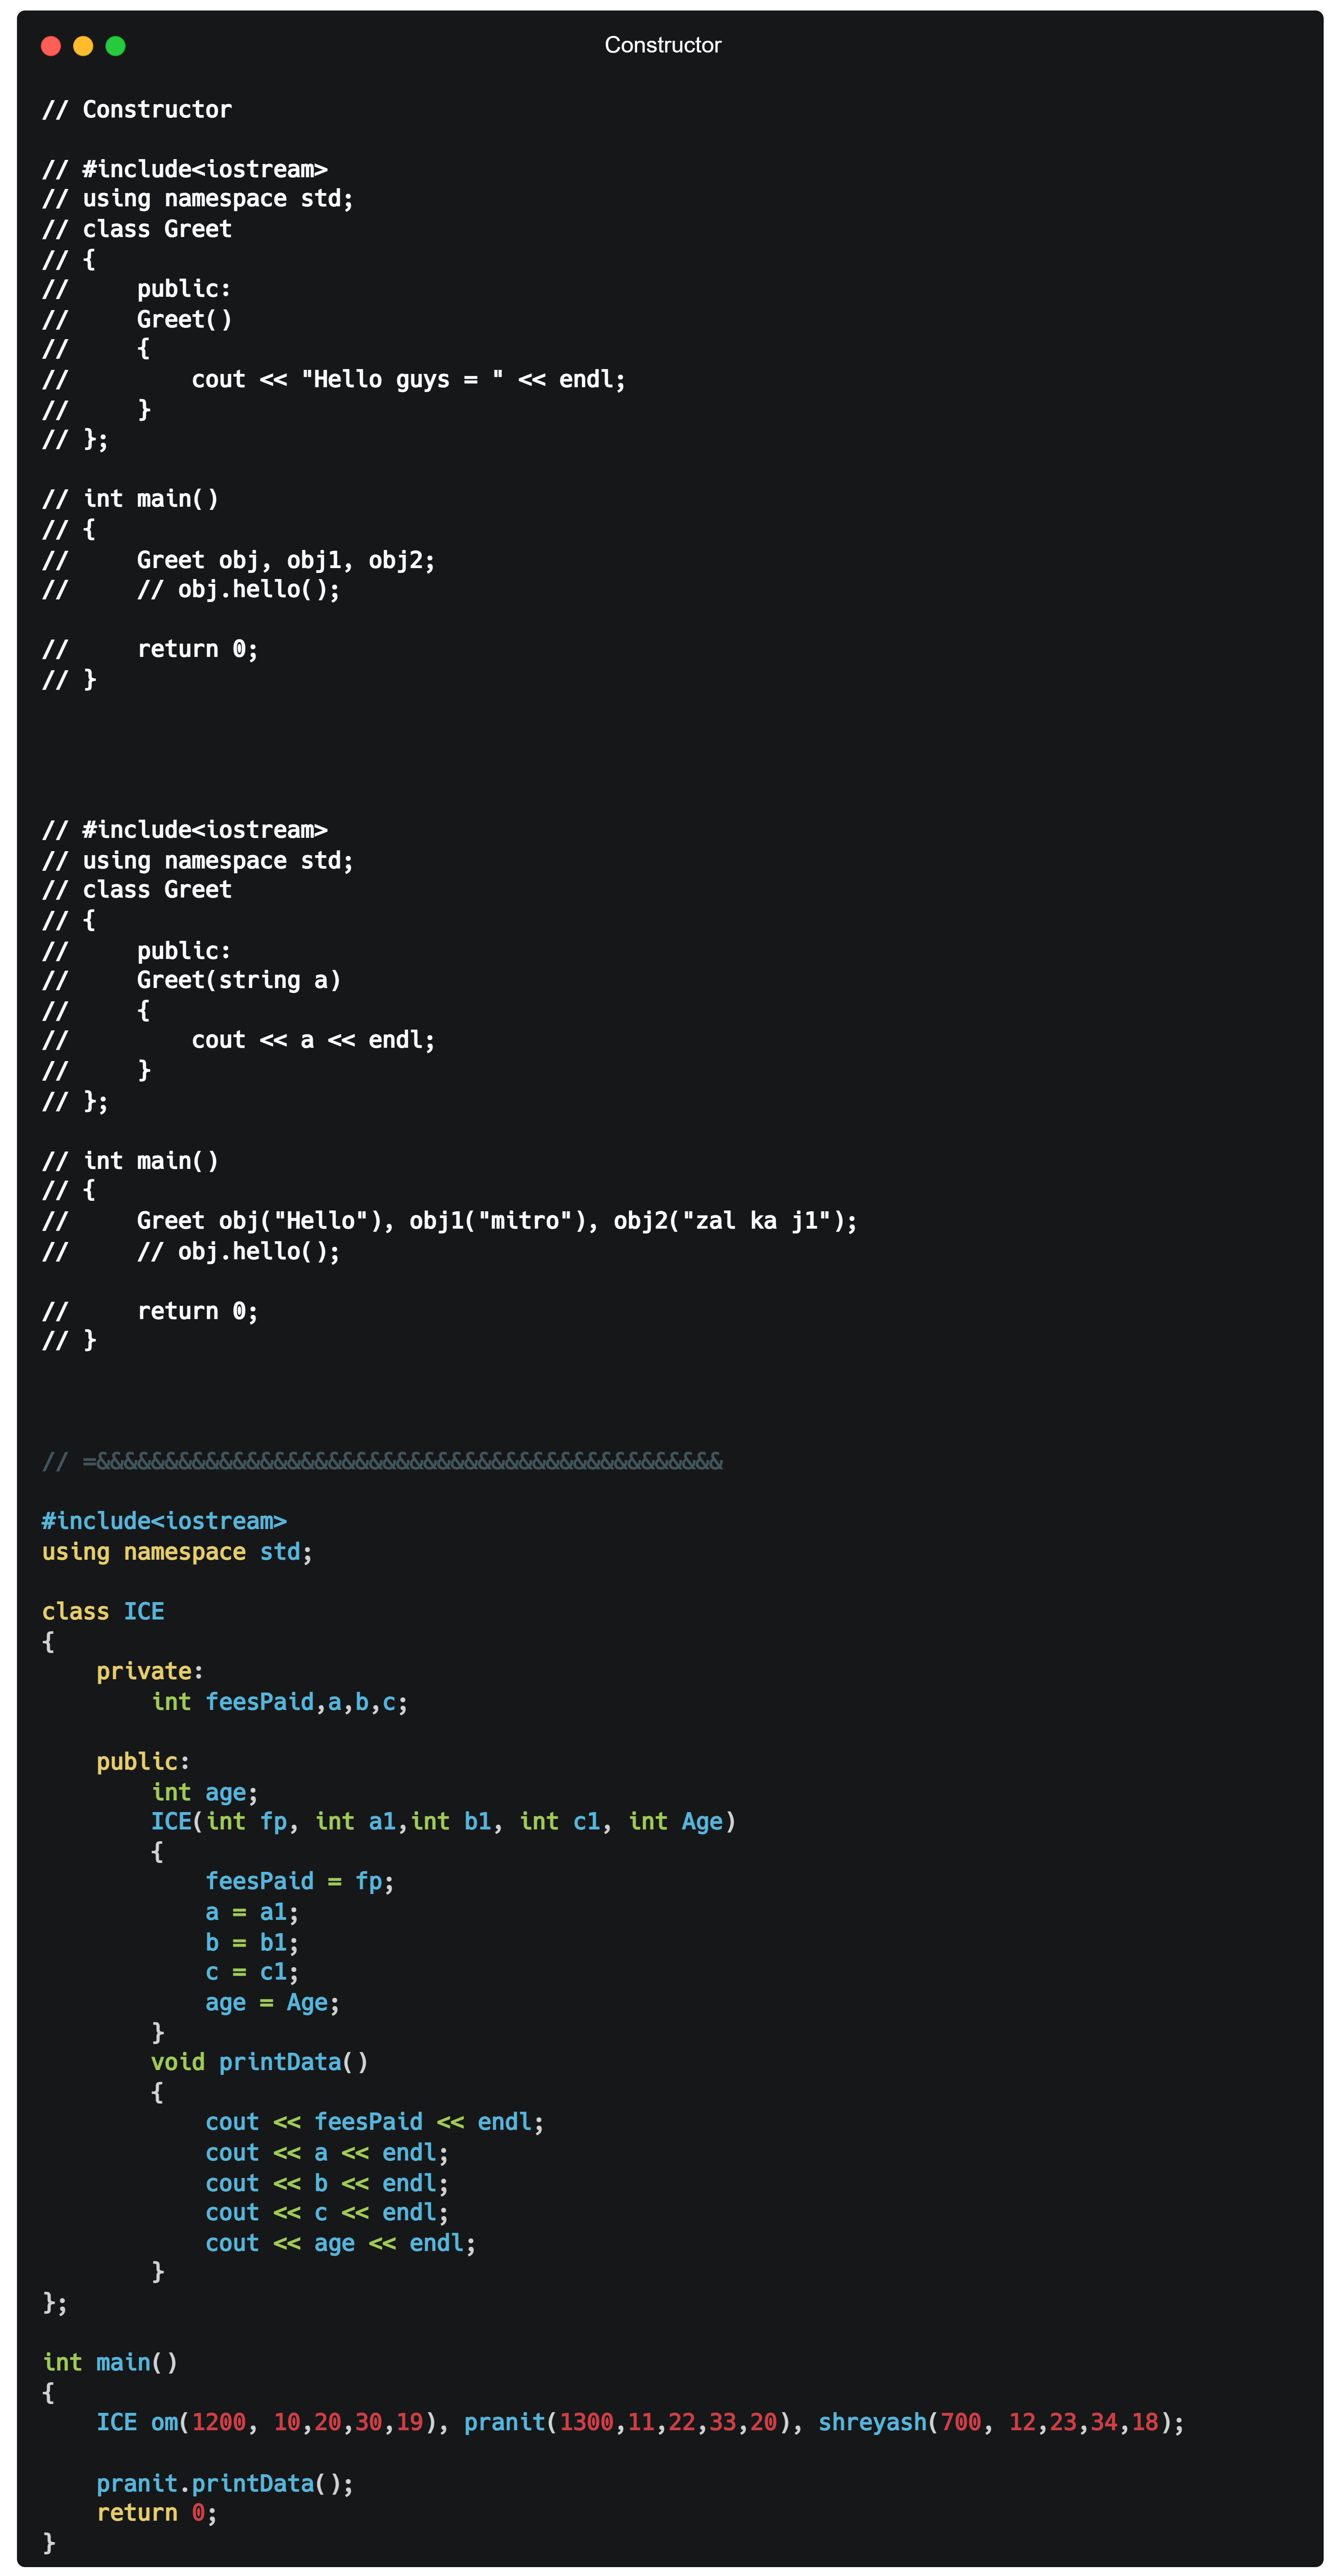 Constructor
// Constructor
// #include<iostream>
// using namespace std;
// class Greet
// {
//     public:
//     Greet()
//     {
//         cout << "Hello guys = " << endl;
//     }
// };
// int main()
// {
//     Greet obj, obj1, obj2;
//     // obj.hello();
//     return 0;
// }
// #include<iostream>
// using namespace std;
// class Greet
// {
//     public:
//     Greet(string a)
//     {
//         cout << a << endl;
//     }
// };
// int main()
// {
//     Greet obj("Hello"), obj1("mitro"), obj2("zal ka j1");
//     // obj.hello();
//     return 0;
// }
// =&&&&&&&&&&&&&&&&&&&&&&&&&&&&&&&&&&&&&&&&&&&&&&
#include<iostream>
using namespace std;
class ICE
{
    private:
        int feesPaid,a,b,c;
    public:
        int age;
        ICE(int fp, int a1,int b1, int c1, int Age)
        {
            feesPaid = fp;
            a = a1;
            b = b1;
            c = c1;
            age = Age;
        }
        void printData()
        {
            cout << feesPaid << endl;
            cout << a << endl;
            cout << b << endl;
            cout << c << endl;
            cout << age << endl;
        }
};
int main()
{
    ICE om(1200, 10,20,30,19), pranit(1300,11,22,33,20), shreyash(700, 12,23,34,18);
    pranit.printData();
    return 0;
}